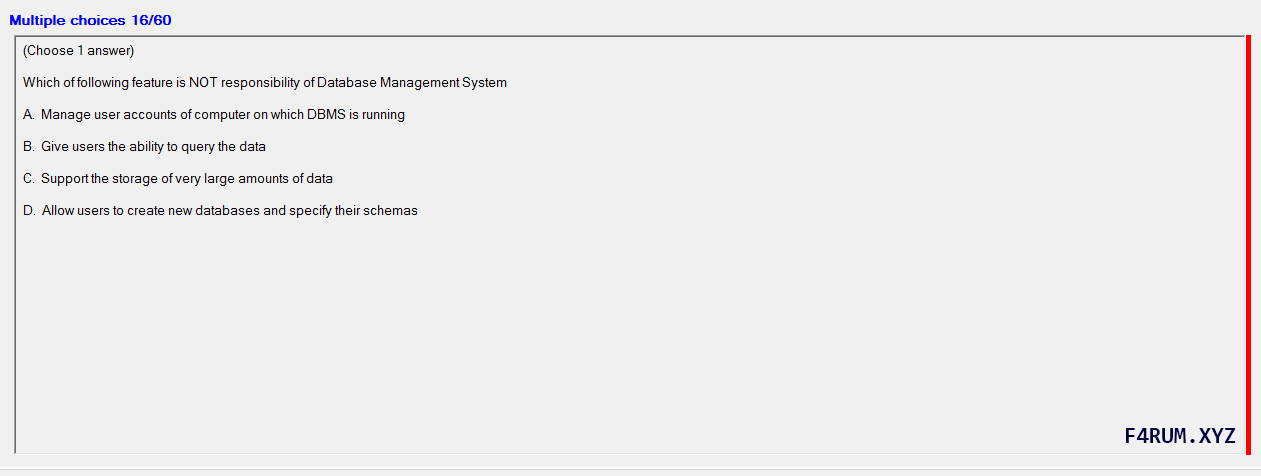 Multiple choices 16/60
(Choose 1 answer)
Which of following feature is NOT responsibility of Database Management System
A. Manage user accounts of computer on which DBMS is running
B. Give users the ability to query the data
C. Support the storage of very large amounts of data
D. Allow users to create new databases and specify their schemas
F4RUM.XYZ